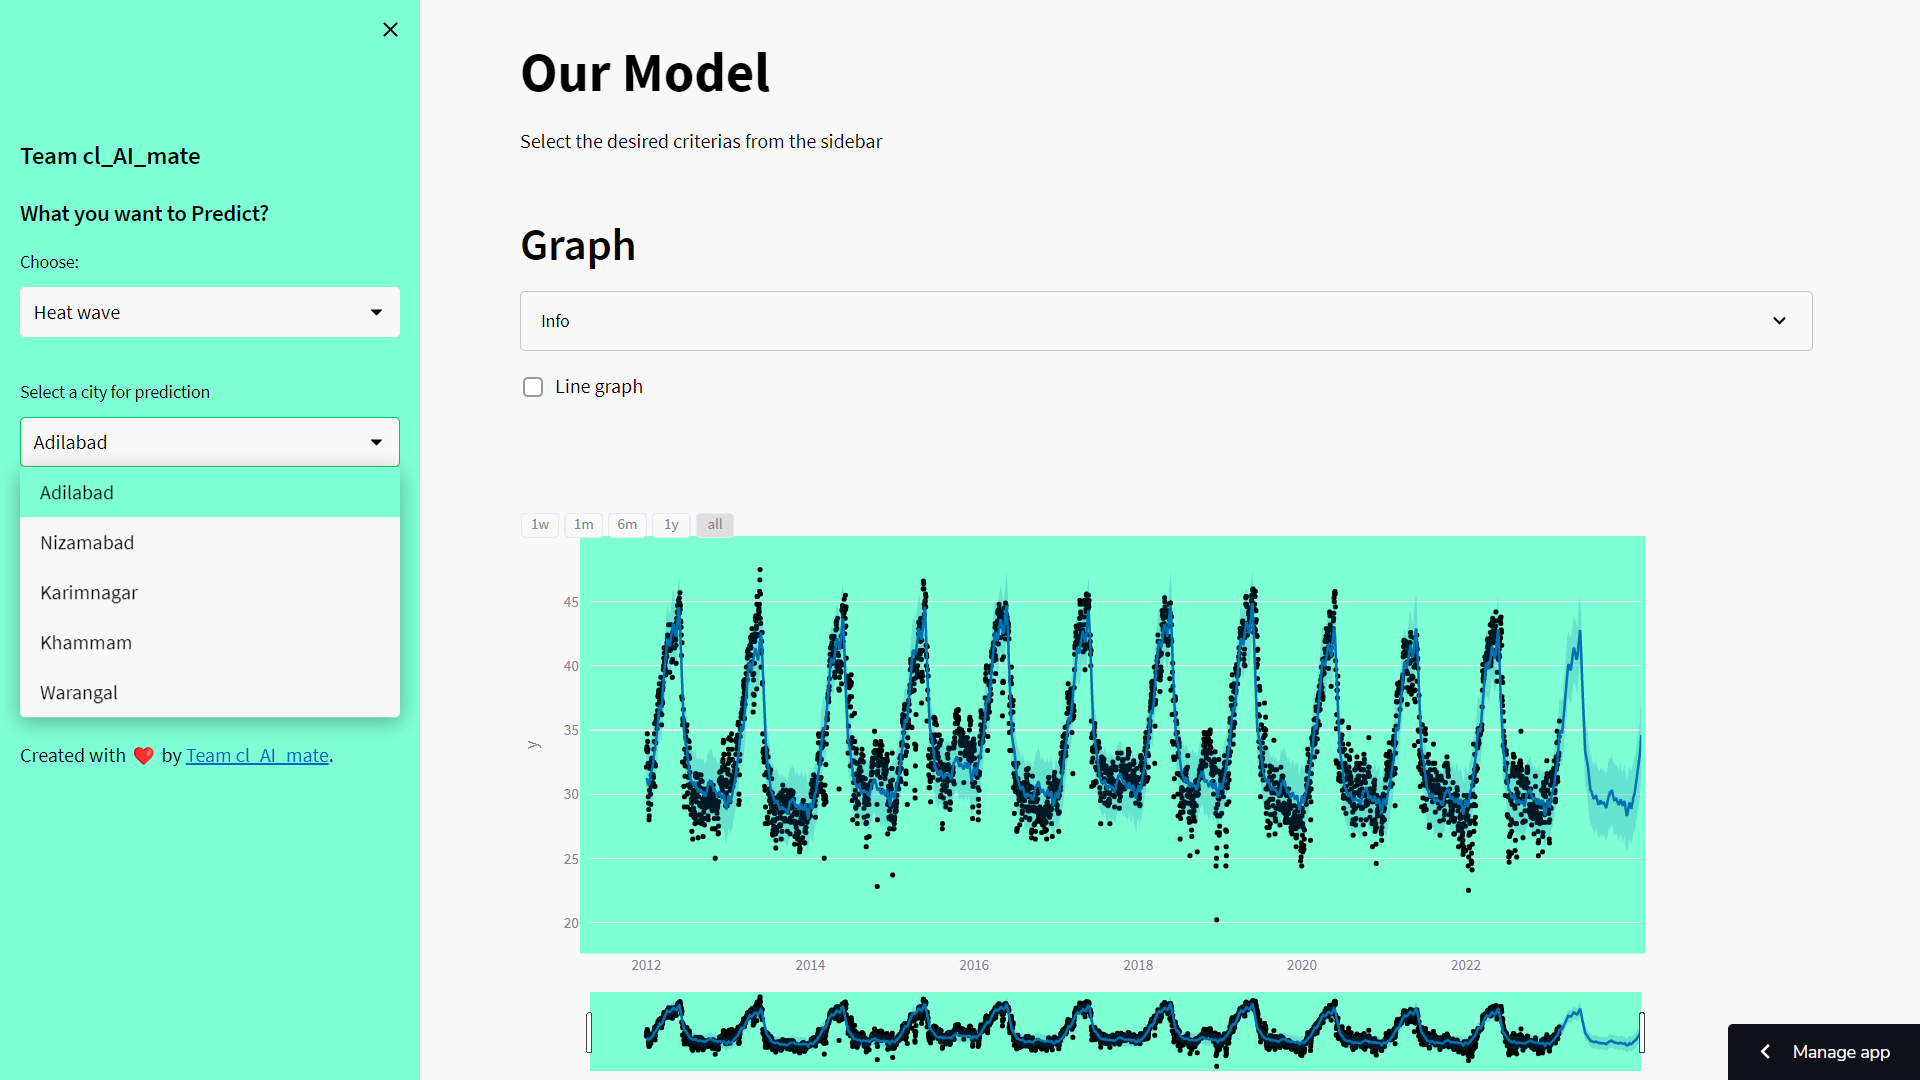 Team cl_AI_mate
What you want to Predict?
Choose:
Heat wave
Select a city for prediction
Adilabad
Adilabad
Nizamabad
Karimnagar
Khammam
Warangal
Created with ❤️ by Team cl_AI_mate.
Our Model
Select the desired criterias from the sidebar
Graph
Info
Line graph
1w 1m 6m 1y all
45
40
35
30
25
20
y
2012 2014 2016 2018 2020 2022
Manage app